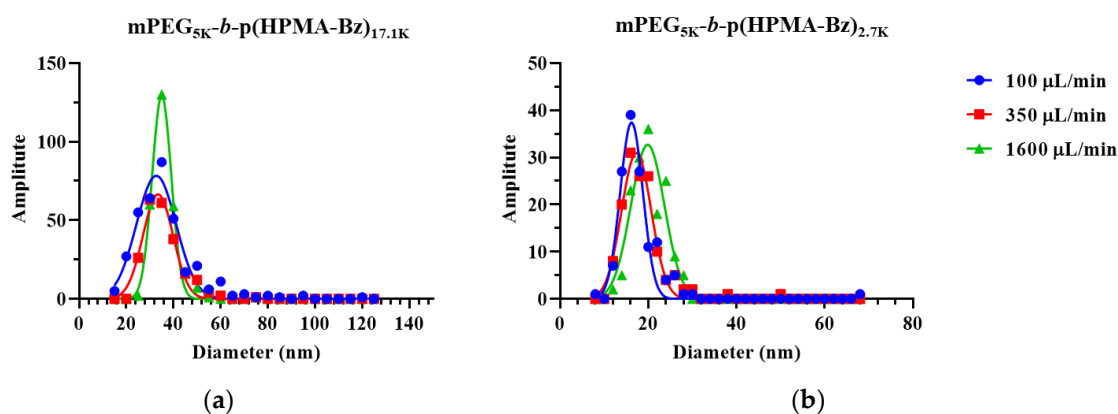 mPEG5K-b-p(HPMA-Bz)17.1K
150
100
50
0
Amplitute
0 20 40 60 80 100 120 140
Diameter (nm)
(a)
mPEG5K-b-p(HPMA-Bz)2.7K
50
40
30
20
10
0
Amplitute
0 20 40 60 80
Diameter (nm)
(b)
100 μL/min
350 μL/min
1600 μL/min